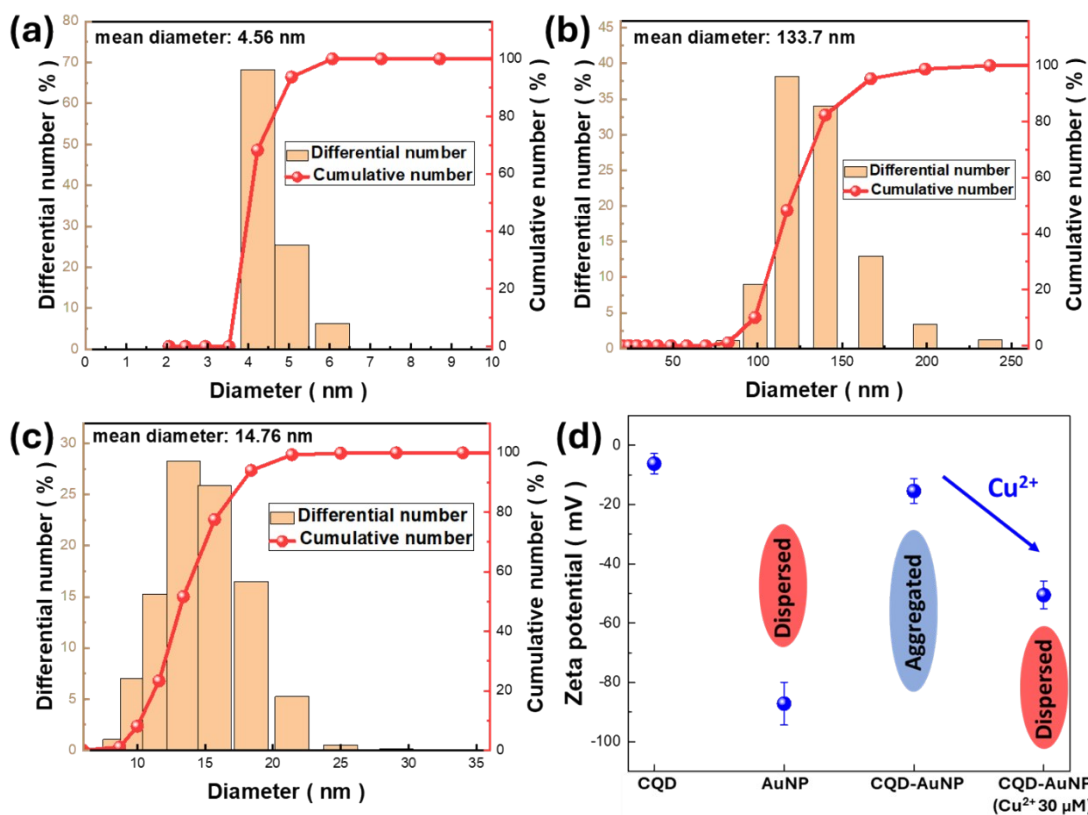 (a)
mean diameter: 4.56 nm
Differential number ( % )
80
70
60
50
40
30
20
10
0
Differential number
Cumulative number
Cumulative number ( % )
100
80
60
40
20
0
0 1 2 3 4 5 6 7 8 9 10
Diameter ( nm )
(b)
mean diameter: 133.7 nm
Differential number ( % )
45
40
35
30
25
20
15
10
5
0
Differential number
Cumulative number
Cumulative number ( % )
100
80
60
40
20
0
50 100 150 200 250
Diameter ( nm )
(c)
mean diameter: 14.76 nm
Differential number ( % )
30
25
20
15
10
5
0
Differential number
Cumulative number
Cumulative number ( % )
100
80
60
40
20
0
10 15 20 25 30 35
Diameter ( nm )
(d)
Zeta potential ( mV )
0
-20
-40
-60
-80
-100
Dispersed
Aggregated
Cu²⁺
Dispersed
CQD AuNP CQD-AuNP CQD-AuNP
(Cu²⁺ 30 µM)